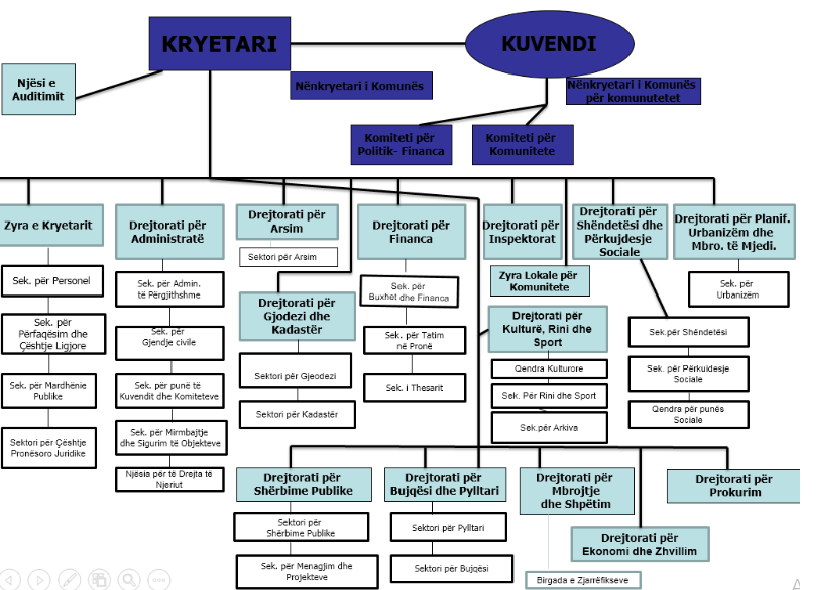 KRYETARI
KUVENDI
Njësi e
Auditimit
Nënkryetari i Komunës
Nënkryetari i Komunës
për komunutetet
Komiteti për
Politik- Financa
Komiteti për
Komunitete
Zyra e Kryetarit
Sek. për Personel
Sek. për
Përfaqësim dhe
Çështje Ligjore
Sek. për Mardhënie
Publike
Sektori për Çështje
Pronësoro Juridike
Drejtorati për
Administratë
Sek. për Admin.
të Përgjithshme
Sek. për
Gjendje civile
Sek. për punë të
Kuvendit dhe Komiteteve
Sek. për Mirmbajtje
dhe Sigurim të Objekteve
Njësia për të Drejta të
Njeriut
Drejtorati për
Arsim
Sektori për Arsim
Drejtorati për
Gjodezi dhe
Kadastër
Sektori për Gjeodezi
Sektori për Kadastër
Drejtorati për
Financa
Sek. për
Buxhët dhe Financa
Sek. për Tatim
në Pronë
Sek. i Thesarit
Drejtorati për
Inspektorat
Zyra Lokale për
Komunitete
Drejtorati për
Kulturë, Rini dhe
Sport
Qendra Kulturore
Sek. Për Rini dhe Sport
Sek.për Arkiva
Drejtorati për
Shëndetësi dhe
Përkujdesje
Sociale
Sek.për Shëndetësi
Sek. për Përkuidesje
Sociale
Qendra për punës
Sociale
Drejtorati për Planif.
Urbanizëm dhe
Mbro. të Mjedi.
Sek. për
Urbanizëm
Drejtorati për
Shërbime Publike
Sektori për
Shërbime Publike
Sek. për Menagjim dhe
Projekteve
Drejtorati për
Bujqësi dhe Pylltari
Sektori për Pylltari
Sektori për Bujqësi
Drejtorati për
Mbrojtje
dhe Shpëtim
Birgada e Zjarrëfikseve
Drejtorati për
Ekonomi dhe Zhvillim
Drejtorati për
Prokurim